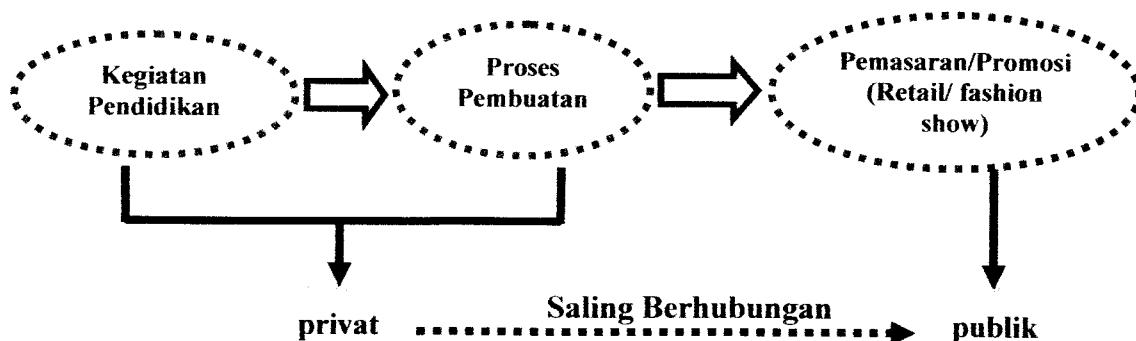 Kegiatan
Pendidikan
Proses
Pembuatan
Pemasaran/Promosi
(Retail/ fashion
show)
privat
Saling Berhubungan
publik